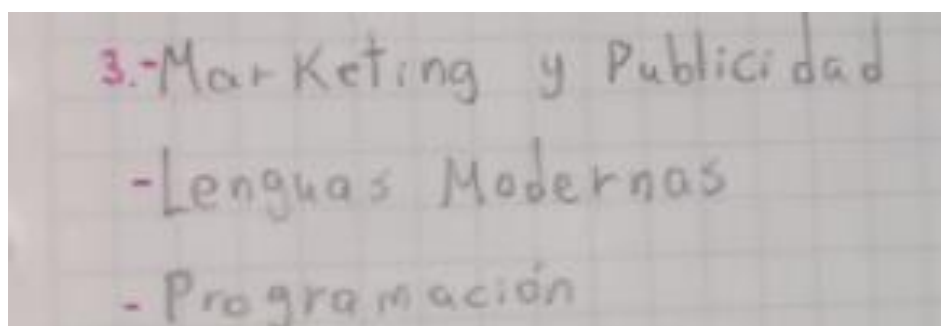 3.-Marketing y Publicidad
-Lenguas Modernas
-Programación